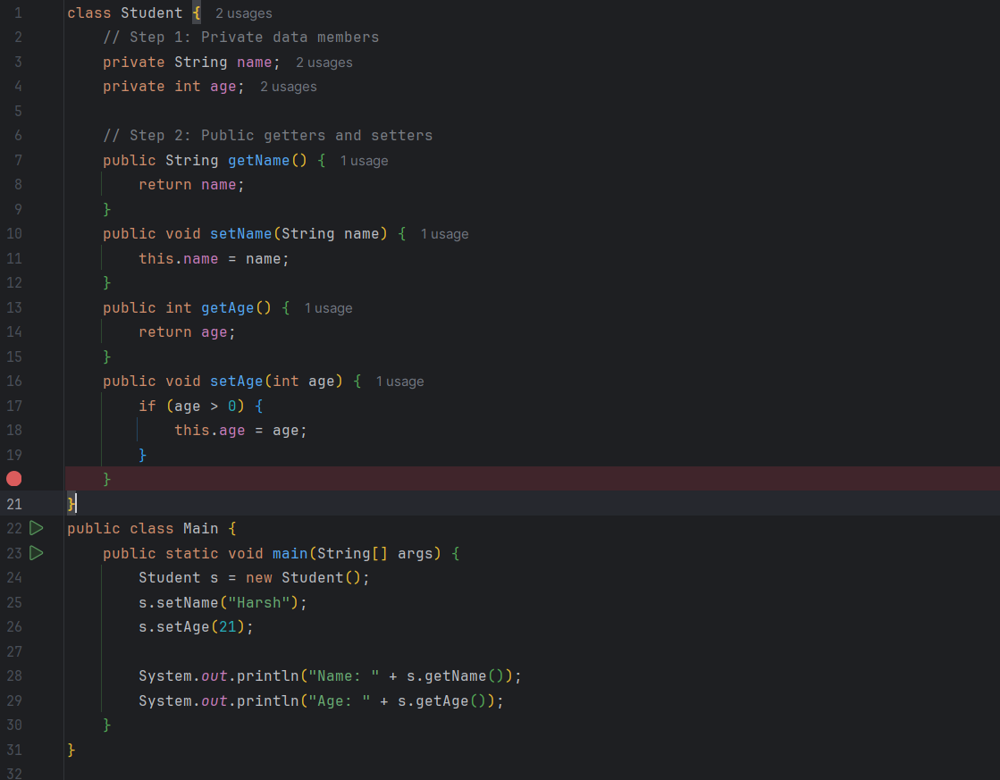 1 class Student { 2 usages
2     // Step 1: Private data members
3     private String name; 2 usages
4     private int age; 2 usages
5
6     // Step 2: Public getters and setters
7     public String getName() { 1 usage
8         return name;
9     }
10     public void setName(String name) { 1 usage
11         this.name = name;
12     }
13     public int getAge() { 1 usage
14         return age;
15     }
16     public void setAge(int age) { 1 usage
17         if (age > 0) {
18             this.age = age;
19         }
    }
21 }
22 public class Main {
23     public static void main(String[] args) {
24         Student s = new Student();
25         s.setName("Harsh");
26         s.setAge(21);
27
28         System.out.println("Name: " + s.getName());
29         System.out.println("Age: " + s.getAge());
30     }
31 }
32